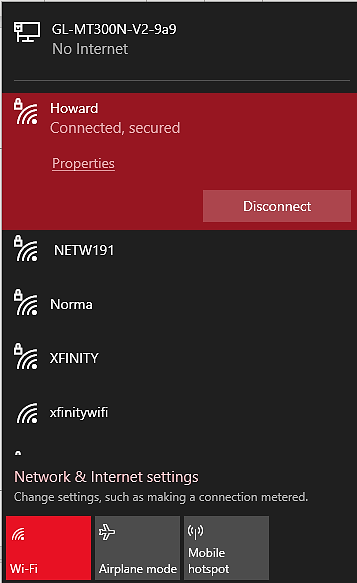 GL-MT300N-V2-9a9
No Internet
Howard
Connected, secured
Properties
Disconnect
NETW191
Norma
XFINITY
xfinitywifi
Network & Internet settings
Change settings, such as making a connection metered.
Wi-Fi
Airplane mode
Mobile
hotspot